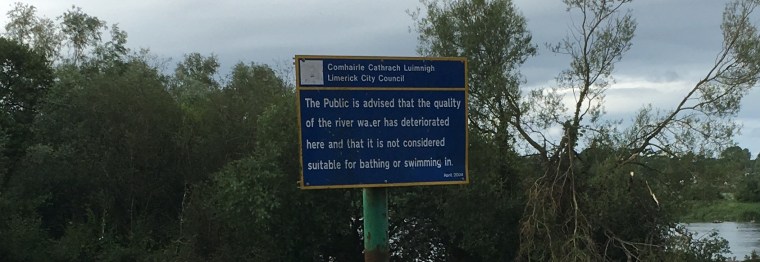 Comhairle Cathrach Luimnigh
Limerick City Council
The Public is advised that the quality
of the river wa.er has deteriorated
here and that it is not considered
suitable for bathing or swimming in.
April